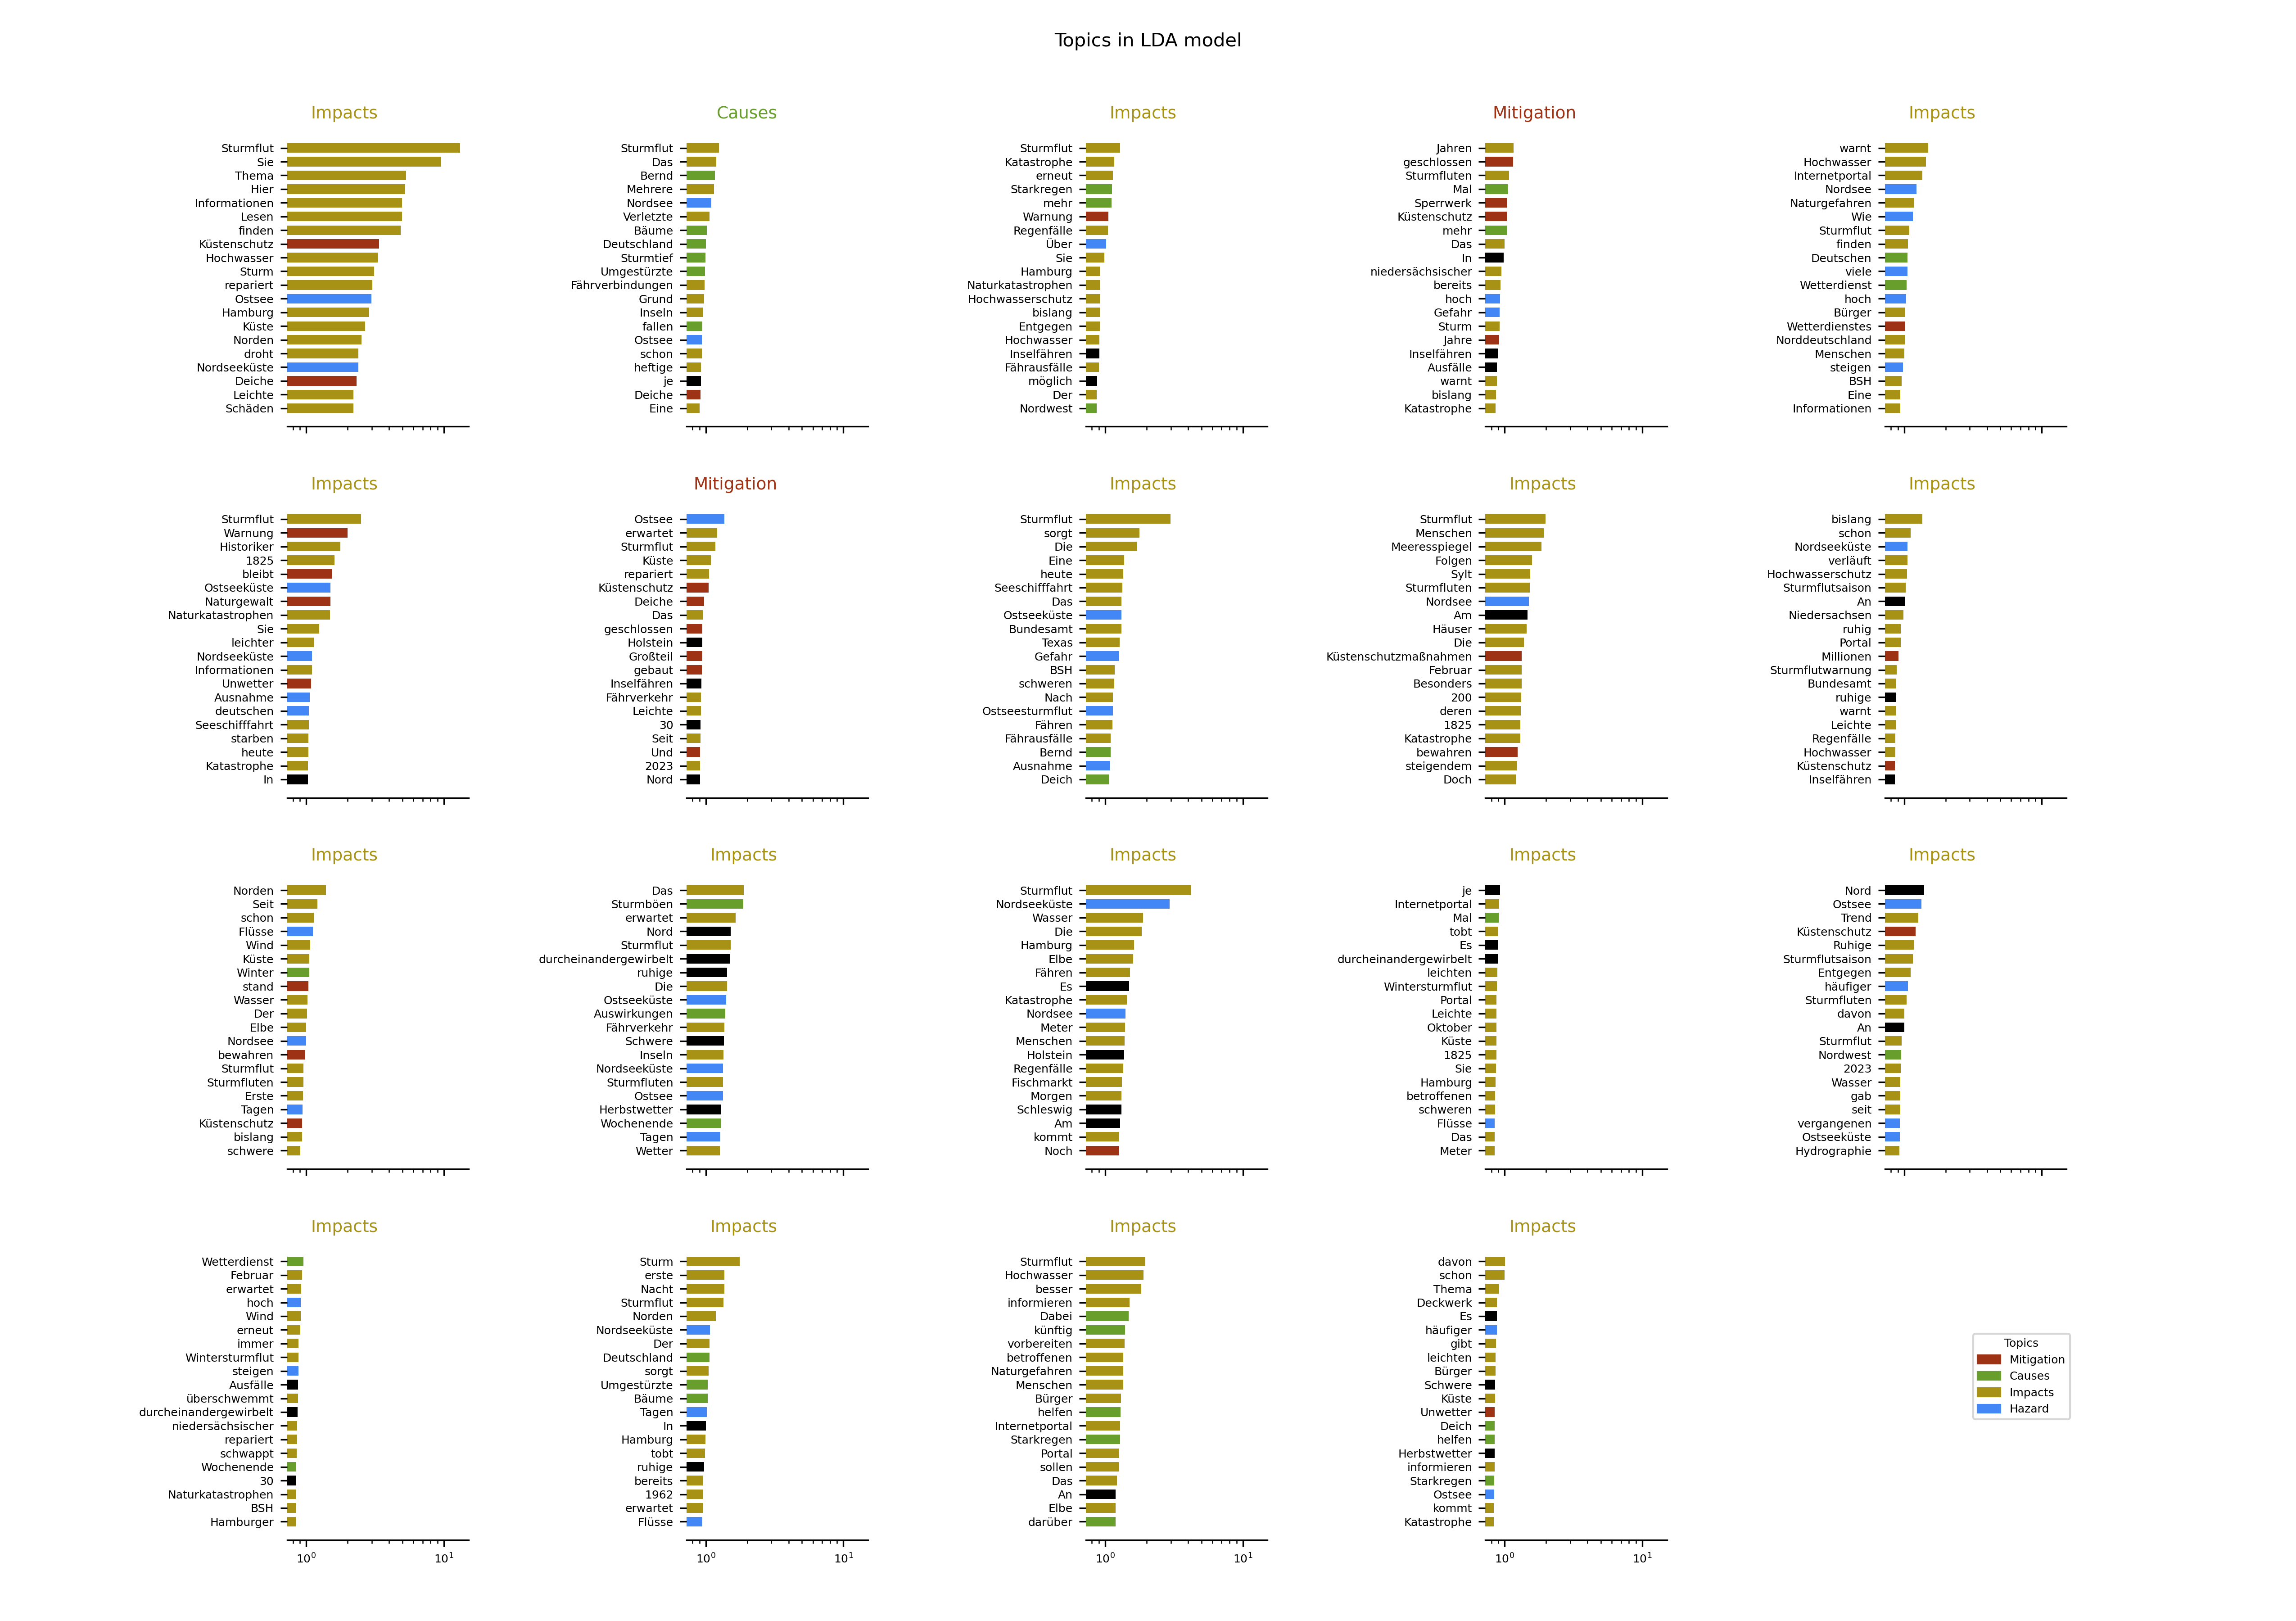 Topics in LDA model
Impacts
Sturmflut
Sie
Thema
Hier
Informationen
Lesen
finden
Küstenschutz
Hochwasser
Sturm
repariert
Ostsee
Hamburg
Küste
Norden
droht
Nordseeküste
Deiche
Leichte
Schäden
Causes
Sturmflut
Das
Bernd
Mehrere
Nordsee
Verletzte
Bäume
Deutschland
Sturmtief
Umgestürzte
Fährverbindungen
Grund
Inseln
fallen
Ostsee
schon
heftige
je
Deiche
Eine
Impacts
Sturmflut
Katastrophe
erneut
Starkregen
mehr
Warnung
Regenfälle
Über
Sie
Hamburg
Naturkatastrophen
Hochwasserschutz
bislang
Entgegen
Hochwasser
Inselfähren
Fährausfälle
möglich
Der
Nordwest
Mitigation
Jahren
geschlossen
Sturmfluten
Mal
Sperrwerk
Küstenschutz
mehr
Das
In
niedersächsischer
bereits
hoch
Gefahr
Sturm
Jahre
Inselfähren
Ausfälle
warnt
bislang
Katastrophe
Impacts
warnt
Hochwasser
Internetportal
Nordsee
Naturgefahren
Wie
Sturmflut
finden
Deutschen
viele
Wetterdienst
hoch
Bürger
Wetterdienstes
Norddeutschland
Menschen
steigen
BSH
Eine
Informationen
Impacts
Sturmflut
Warnung
Historiker
1825
bleibt
Ostseeküste
Naturgewalt
Naturkatastrophen
Sie
leichter
Nordseeküste
Informationen
Unwetter
Ausnahme
deutschen
Seeschifffahrt
starben
heute
Katastrophe
In
Mitigation
Ostsee
erwartet
Sturmflut
Küste
repariert
Küstenschutz
Deiche
Das
geschlossen
Holstein
Großteil
gebaut
Inselfähren
Fährverkehr
Leichte
30
Seit
Und
2023
Nord
Impacts
Sturmflut
sorgt
Die
Eine
heute
Seeschifffahrt
Das
Ostseeküste
Bundesamt
Texas
Gefahr
BSH
schweren
Nach
Ostseesturmflut
Fähren
Fährausfälle
Bernd
Ausnahme
Deich
Impacts
Sturmflut
Menschen
Meeresspiegel
Folgen
Sylt
Sturmfluten
Nordsee
Am
Häuser
Die
Küstenschutzmaßnahmen
Februar
Besonders
200
deren
1825
Katastrophe
bewahren
steigendem
Doch
Impacts
bislang
schon
Nordseeküste
verläuft
Hochwasserschutz
Sturmflutsaison
An
Niedersachsen
ruhig
Portal
Millionen
Sturmflutwarnung
Bundesamt
ruhige
warnt
Leichte
Regenfälle
Hochwasser
Küstenschutz
Inselfähren
Impacts
Norden
Seit
schon
Flüsse
Wind
Küste
Winter
stand
Wasser
Der
Elbe
Nordsee
bewahren
Sturmflut
Sturmfluten
Erste
Tagen
Küstenschutz
bislang
schwere
Impacts
Das
Sturmböen
erwartet
Nord
Sturmflut
durcheinandergewirbelt
ruhige
Die
Ostseeküste
Auswirkungen
Fährverkehr
Schwere
Inseln
Nordseeküste
Sturmfluten
Ostsee
Herbstwetter
Wochenende
Tagen
Wetter
Impacts
Sturmflut
Nordseeküste
Wasser
Die
Hamburg
Elbe
Fähren
Es
Katastrophe
Nordsee
Meter
Menschen
Holstein
Regenfälle
Fischmarkt
Morgen
Schleswig
Am
kommt
Noch
Impacts
je
Internetportal
Mal
tobt
Es
durcheinandergewirbelt
leichten
Wintersturmflut
Portal
Leichte
Oktober
Küste
1825
Sie
Hamburg
betroffenen
schweren
Flüsse
Das
Meter
Impacts
Nord
Ostsee
Trend
Küstenschutz
Ruhige
Sturmflutsaison
Entgegen
häufiger
Sturmfluten
davon
An
Sturmflut
Nordwest
2023
Wasser
gab
seit
vergangenen
Ostseeküste
Hydrographie
Impacts
Wetterdienst
Februar
erwartet
hoch
Wind
erneut
immer
Wintersturmflut
steigen
Ausfälle
überschwemmt
durcheinandergewirbelt
niedersächsischer
repariert
schwappt
Wochenende
30
Naturkatastrophen
BSH
Hamburger
10⁰ 10¹
Impacts
Sturm
erste
Nacht
Sturmflut
Norden
Nordseeküste
Der
Deutschland
sorgt
Umgestürzte
Bäume
Tagen
In
Hamburg
tobt
ruhige
bereits
1962
erwartet
Flüsse
10⁰ 10¹
Impacts
Sturmflut
Hochwasser
besser
informieren
Dabei
künftig
vorbereiten
betroffenen
Naturgefahren
Menschen
Bürger
helfen
Internetportal
Starkregen
Portal
sollen
Das
An
Elbe
darüber
10⁰ 10¹
Impacts
davon
schon
Thema
Deckwerk
Es
häufiger
gibt
leichten
Bürger
Schwere
Küste
Unwetter
Deich
helfen
Herbstwetter
informieren
Starkregen
Ostsee
kommt
Katastrophe
10⁰ 10¹
Topics
Mitigation
Causes
Impacts
Hazard